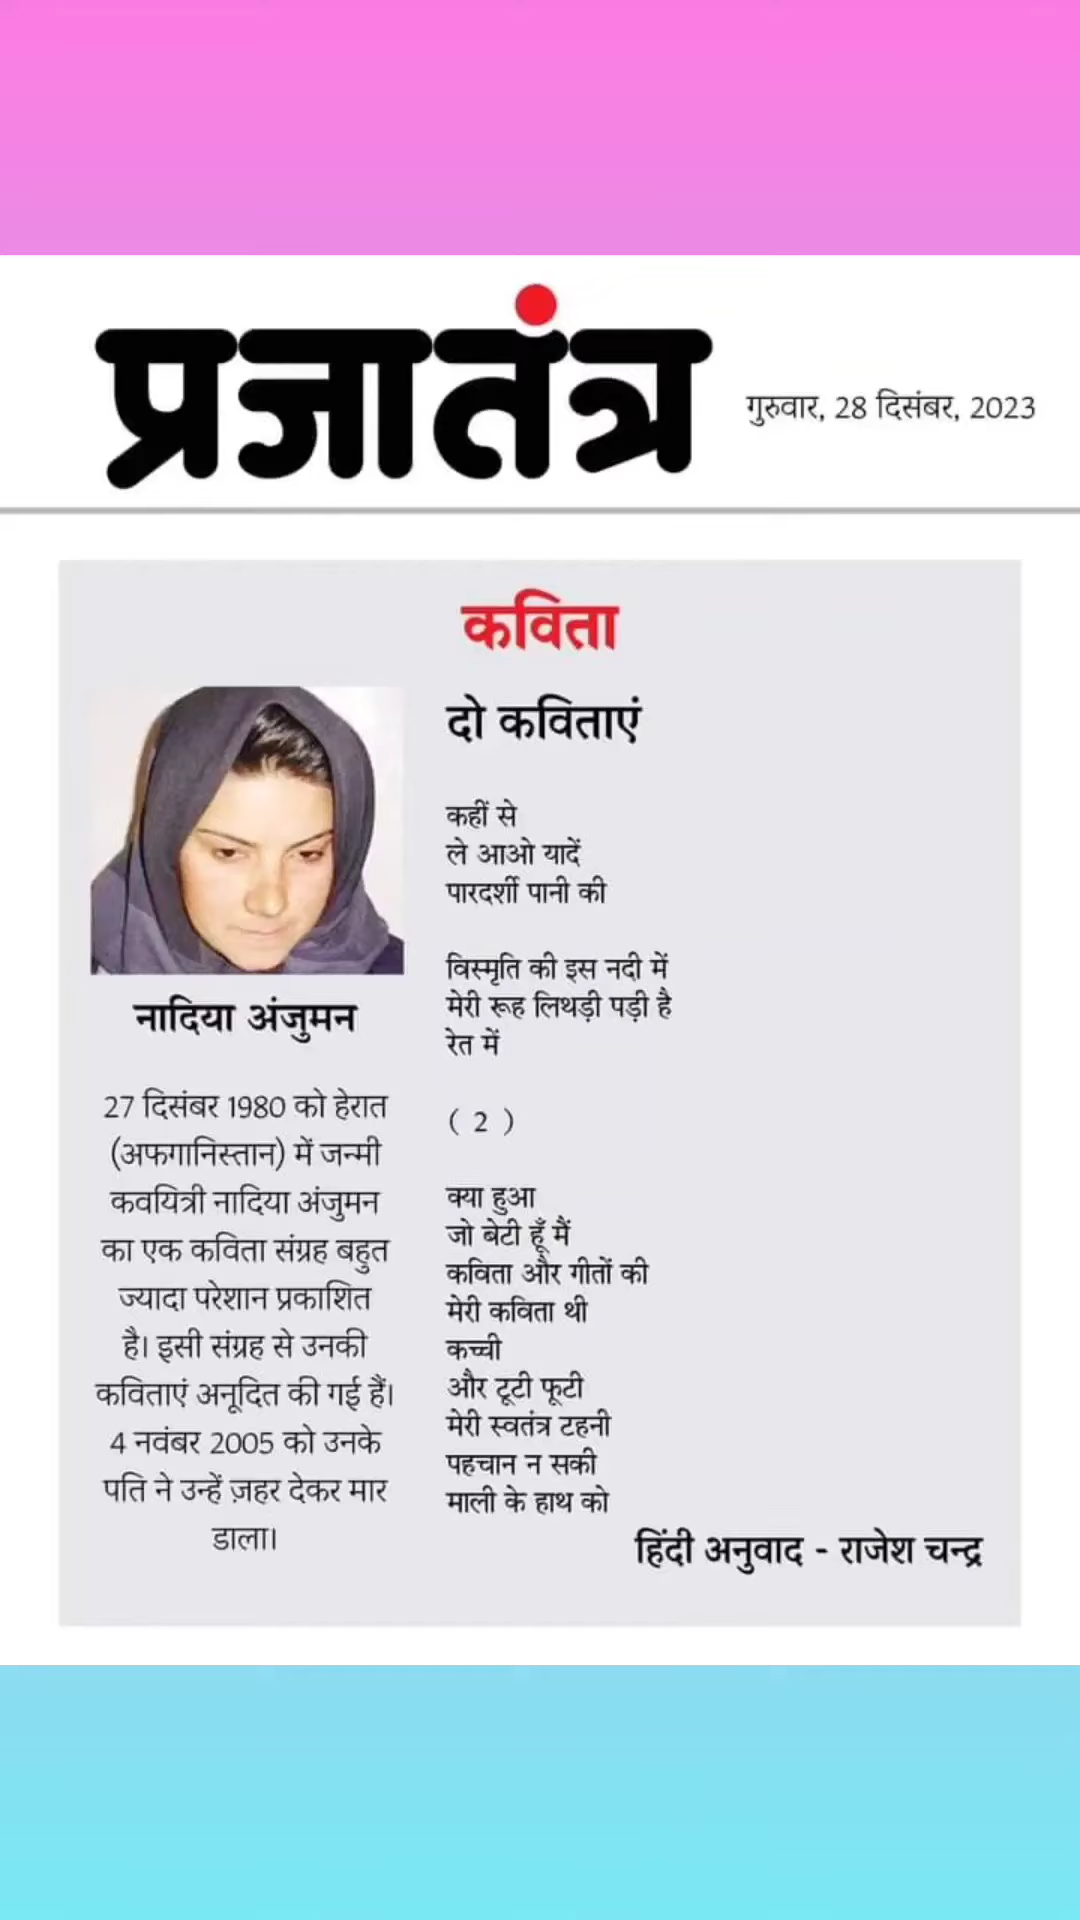 प्रजातंत्र
गुरुवार, 28 दिसंबर, 2023
कविता
नादिया अंजुमन
27 दिसंबर 1980 को हेरात
(अफगानिस्तान) में जन्मी
कवयित्री नादिया अंजुमन
का एक कविता संग्रह बहुत
ज्यादा परेशान प्रकाशित
है। इसी संग्रह से उनकी
कविताएं अनूदित की गई हैं।
4 नवंबर 2005 को उनके
पति ने उन्हें ज़हर देकर मार
डाला।
दो कविताएं
कहीं से
ले आओ यादें
पारदर्शी पानी की
विस्मृति की इस नदी में
मेरी रूह लिथड़ी पड़ी है
रेत में
( 2 )
क्या हुआ
जो बेटी हूँ मैं
कविता और गीतों की
मेरी कविता थी
कच्ची
और टूटी फूटी
मेरी स्वतंत्र टहनी
पहचान न सकी
माली के हाथ को
हिंदी अनुवाद - राजेश चन्द्र